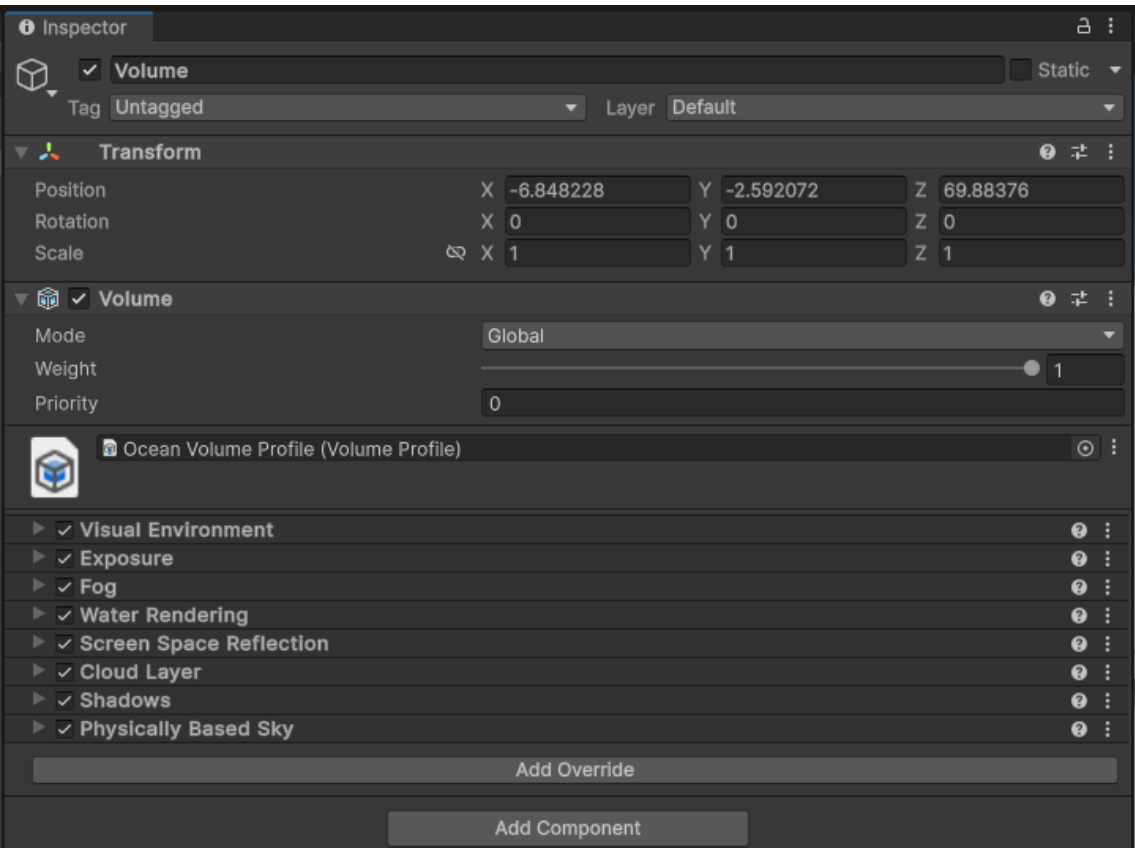 Inspector
Volume Static
Tag Untagged Layer Default
Transform
Position X -6.848228 Y -2.592072 Z 69.88376
Rotation X 0 Y 0 Z 0
Scale X 1 Y 1 Z 1
Volume
Mode Global
Weight 1
Priority 0
Ocean Volume Profile (Volume Profile)
Visual Environment
Exposure
Fog
Water Rendering
Screen Space Reflection
Cloud Layer
Shadows
Physically Based Sky
Add Override
Add Component